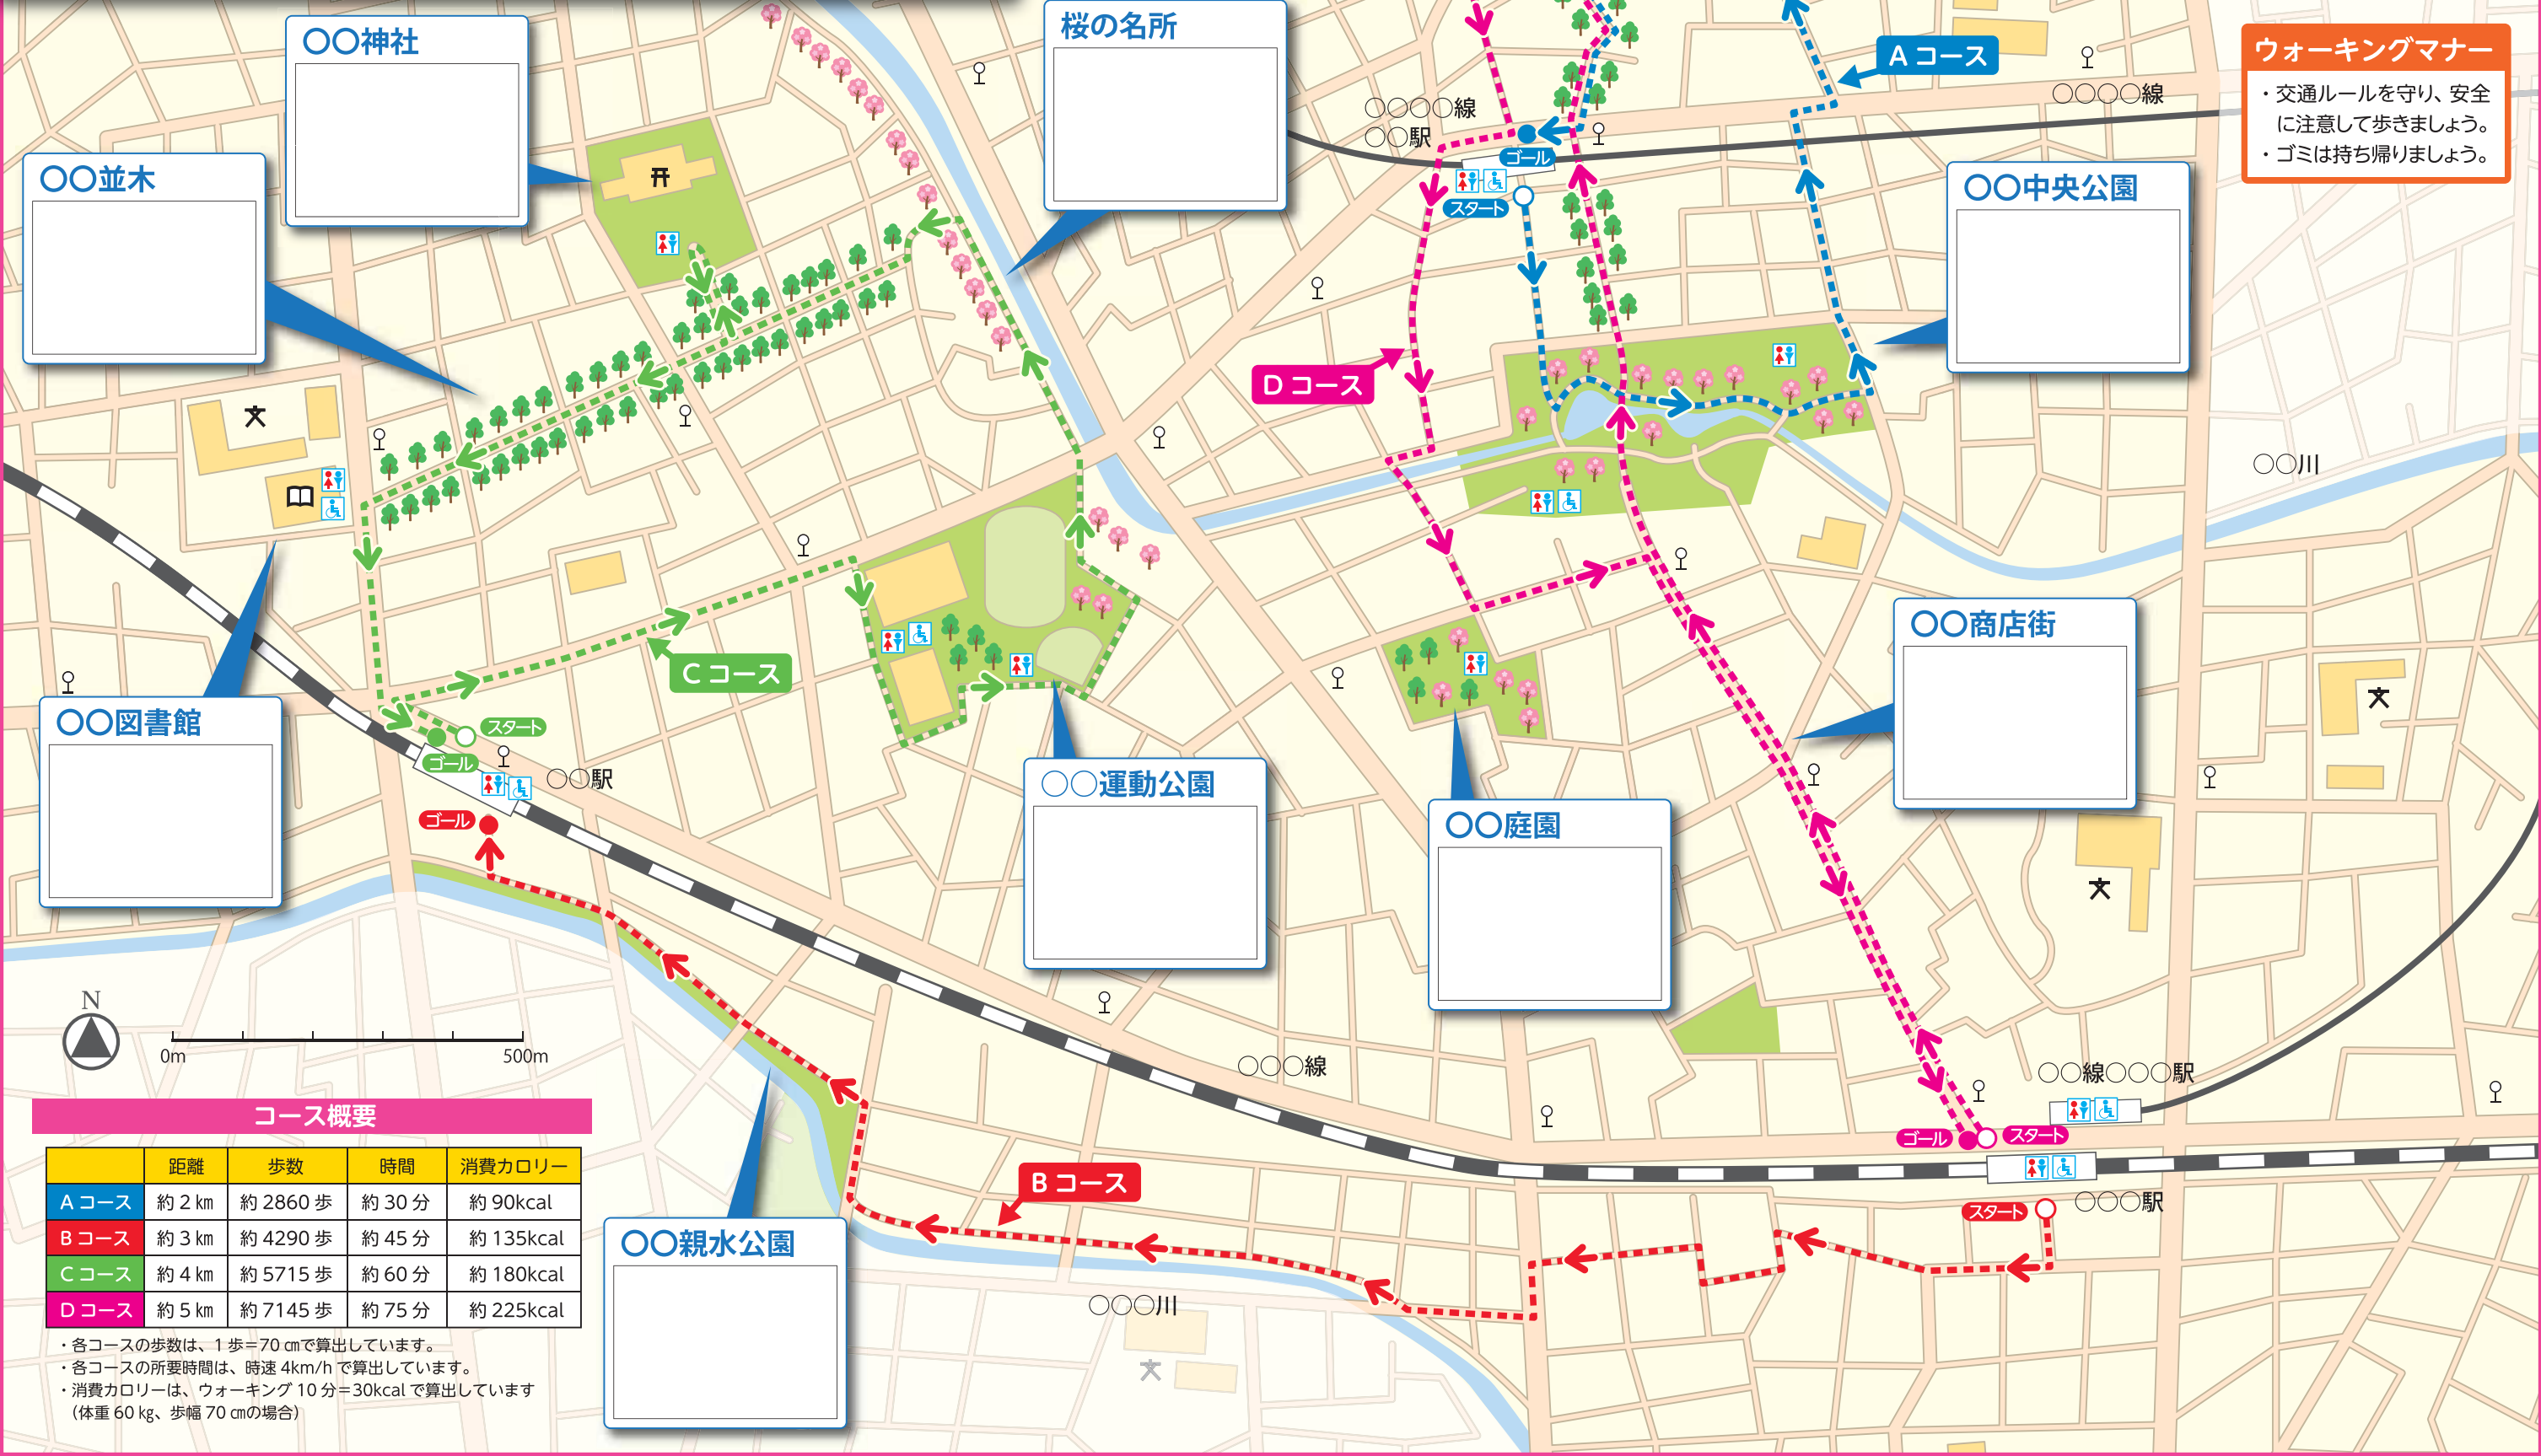 〇〇神社
桜の名所
〇〇並木
〇〇〇〇線
〇〇駅
ゴール
スタート
Aコース
〇〇〇〇線
ウォーキングマナー
・交通ルールを守り、安全
に注意して歩きましょう。
・ゴミは持ち帰りましょう。
〇〇中央公園
Dコース
〇〇川
〇〇商店街
Cコース
〇〇図書館
スタート
ゴール
〇〇駅
ゴール
〇〇運動公園
〇〇庭園
N
0m
500m
〇〇〇線
〇〇線〇〇〇駅
ゴール
スタート
〇〇〇駅
スタート
Bコース
〇〇親水公園
〇〇〇川
コース概要
距離 歩数 時間 消費カロリー
Aコース 約2㎞ 約2860歩 約30分 約90kcal
Bコース 約3㎞ 約4290歩 約45分 約135kcal
Cコース 約4㎞ 約5715歩 約60分 約180kcal
Dコース 約5㎞ 約7145歩 約75分 約225kcal
・各コースの歩数は、1歩＝70㎝で算出しています。
・各コースの所要時間は、時速4km/hで算出しています。
・消費カロリーは、ウォーキング10分＝30kcalで算出しています
（体重60㎏、歩幅70㎝の場合）